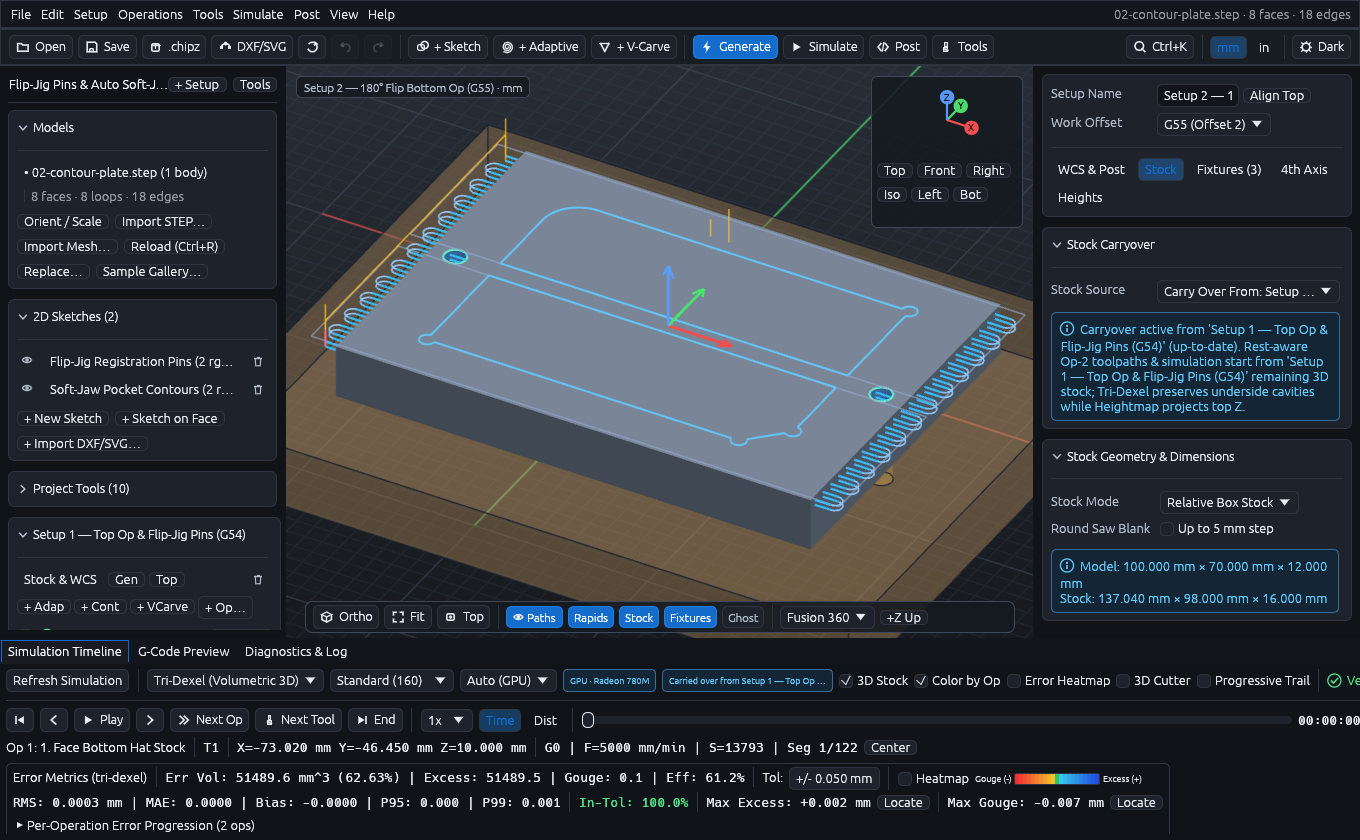 File Edit Setup Operations Tools Simulate Post View Help
02-contour-plate.step · 8 faces · 18 edges
Open Save .chipz DXF/SVG + Sketch + Adaptive + V-Carve Generate Simulate Post Tools Ctrl+K mm in Dark
Flip-Jig Pins & Auto Soft-J... + Setup Tools
Models
• 02-contour-plate.step (1 body)
8 faces · 8 loops · 18 edges
Orient / Scale Import STEP...
Import Mesh... Reload (Ctrl+R)
Replace... Sample Gallery...
2D Sketches (2)
Flip-Jig Registration Pins (2 rg...
Soft-Jaw Pocket Contours (2 r...
+ New Sketch + Sketch on Face
+ Import DXF/SVG...
Project Tools (10)
Setup 1 — Top Op & Flip-Jig Pins (G54)
Stock & WCS Gen Top
+ Adap + Cont + VCarve + Op...
Setup 2 — 180° Flip Bottom Op (G55) · mm
Z
Y
X
Top Front Right
Iso Left Bot
Ortho Fit Top Paths Rapids Stock Fixtures Ghost Fusion 360 +Z Up
Setup Name Setup 2 — 1 Align Top
Work Offset G55 (Offset 2)
WCS & Post Stock Fixtures (3) 4th Axis
Heights
Stock Carryover
Stock Source Carry Over From: Setup ...
Carryover active from 'Setup 1 — Top Op &
Flip-Jig Pins (G54)' (up-to-date). Rest-aware
Op-2 toolpaths & simulation start from 'Setup
1 — Top Op & Flip-Jig Pins (G54)' remaining 3D
stock; Tri-Dexel preserves underside cavities
while Heightmap projects top Z.
Stock Geometry & Dimensions
Stock Mode Relative Box Stock
Round Saw Blank Up to 5 mm step
Model: 100.000 mm × 70.000 mm × 12.000
mm
Stock: 137.040 mm × 98.000 mm × 16.000 mm
Simulation Timeline G-Code Preview Diagnostics & Log
Refresh Simulation Tri-Dexel (Volumetric 3D) Standard (160) Auto (GPU) GPU · Radeon 780M Carried over from Setup 1 — Top Op ... 3D Stock Color by Op Error Heatmap 3D Cutter Progressive Trail Ve
Play Next Op Next Tool End 1x Time Dist 00:00:00
Op 1: 1. Face Bottom Hat Stock T1 X=-73.020 mm Y=-46.450 mm Z=10.000 mm G0 | F=5000 mm/min | S=13793 | Seg 1/122 Center
Error Metrics (tri-dexel) Err Vol: 51489.6 mm^3 (62.63%) | Excess: 51489.5 | Gouge: 0.1 | Eff: 61.2% Tol: +/- 0.050 mm Heatmap Gouge (-) Excess (+)
RMS: 0.0003 mm | MAE: 0.0000 | Bias: -0.0000 | P95: 0.000 | P99: 0.001 In-Tol: 100.0% Max Excess: +0.002 mm Locate Max Gouge: -0.007 mm Locate
Per-Operation Error Progression (2 ops)